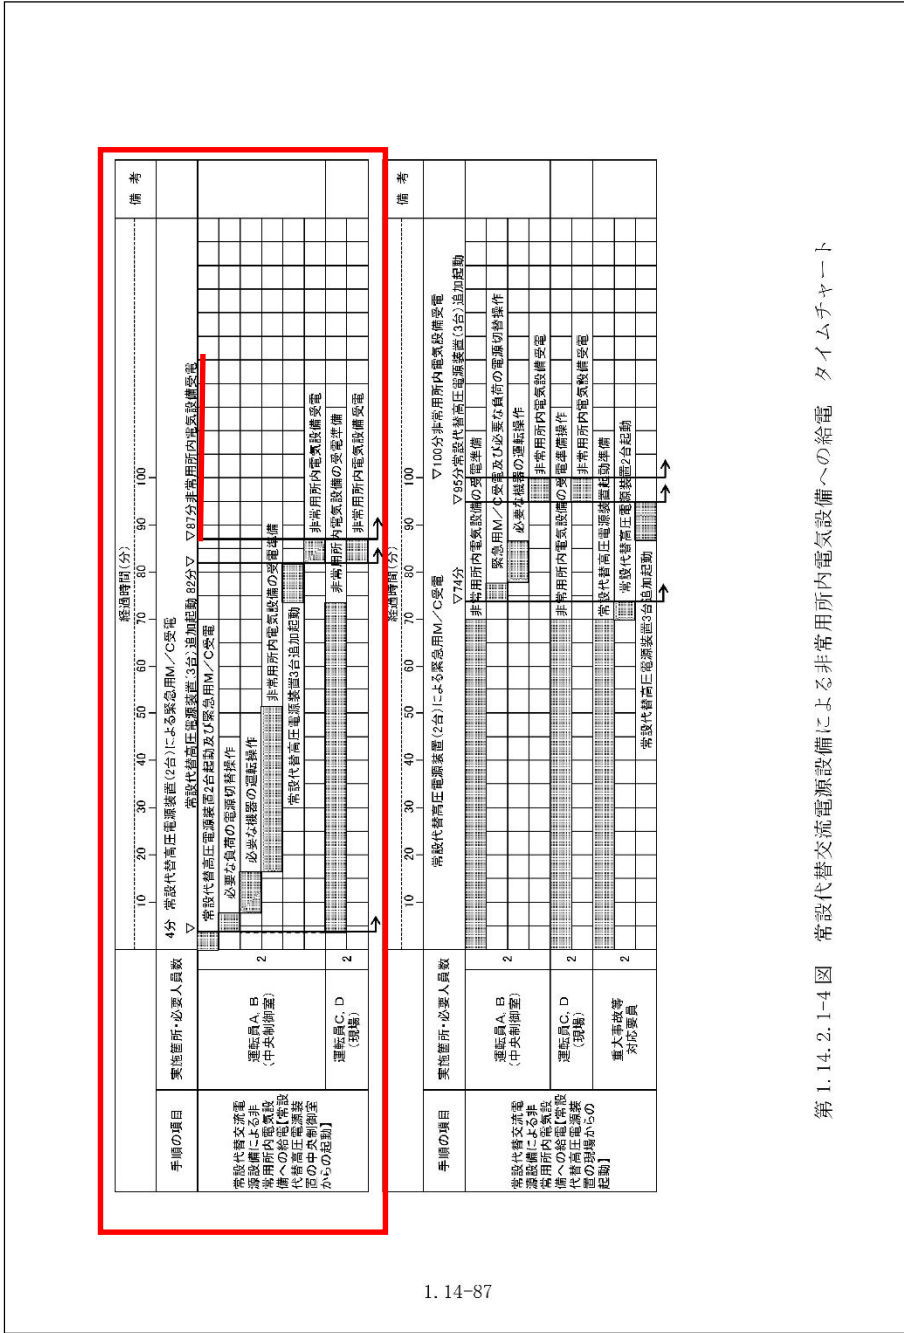 手順の項目
実施箇所・必要人員数
経過時間(分)
10
20
30
40
50
60
70
80
90
100
備 考
4分 常設代替高圧電源装置(2台)による緊急用M/C受電
▽
常設代替高圧電源装置(3台)追加起動 82分▽
▽87分非常用所内電気設備受電
常設代替交流電
源設備による非
常用所内電気設
備への給電【常設
代替高圧電源装
置の中央制御室
からの起動】
運転員A, B
(中央制御室)
2
常設代替高圧電源装置2台起動及び緊急用M/C受電
必要な負荷の電源切替操作
必要な機器の運転操作
非常用所内電気設備の受電準備
常設代替高圧電源装置3台追加起動
非常用所内電気設備受電
運転員C, D
(現場)
2
非常用所内電気設備の受電準備
非常用所内電気設備受電
手順の項目
実施箇所・必要人員数
経過時間(分)
10
20
30
40
50
60
70
80
90
100
備 考
常設代替高圧電源装置(2台)による緊急用M/C受電
▽74分
▽100分非常用所内電気設備受電
▽95分常設代替高圧電源装置(3台)追加起動
常設代替交流電
源設備による非
常用所内電気設
備への給電【常設
代替高圧電源装
置の現場からの
起動】
運転員A, B
(中央制御室)
2
非常用所内電気設備の受電準備
緊急用M/C受電及び必要な負荷の電源切替操作
必要な機器の運転操作
非常用所内電気設備受電
運転員C, D
(現場)
2
非常用所内電気設備の受電準備操作
非常用所内電気設備受電
重大事故等
対応要員
2
常設代替高圧電源装置起動準備
常設代替高圧電源装置2台起動
常設代替高圧電源装置3台追加起動
第 1.14.2.1-4 図 常設代替交流電源設備による非常用所内電気設備への給電 タイムチャート
1.14-87